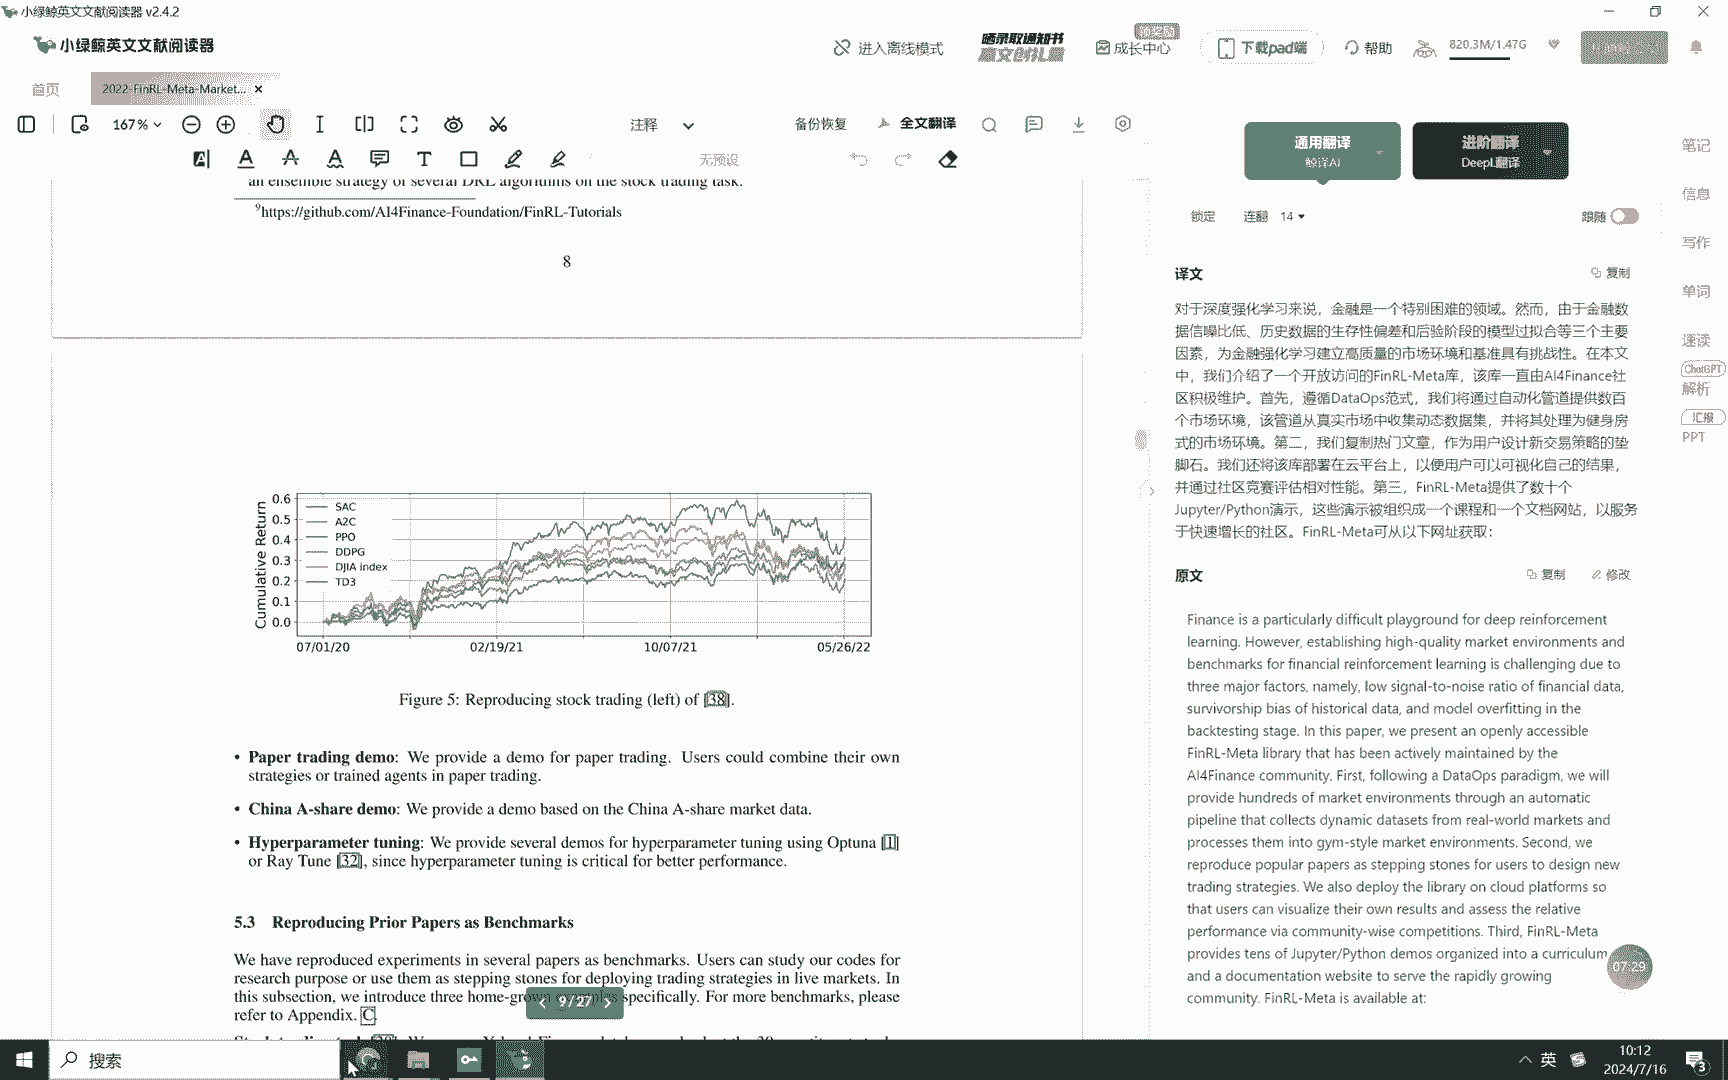 小绿鲸英文文献阅读器 v2.4.2
小绿鲸英文文献阅读器
进入离线模式
晒录取通知书
赢文创礼盒
领奖励
成长中心
下载pad端
帮助
820.3M/1.47G
首页
2022-FinRL-Meta-Market...
167%
注释
备份恢复
全文翻译
无预设
通用翻译
鲸译AI
进阶翻译
DeepL翻译
锁定
连翻 14
跟随
笔记
信息
写作
单词
速读
ChatGPT
解析
汇报
PPT
an ensemble strategy of several DRL algorithms on the stock trading task.
9https://github.com/AI4Finance-Foundation/FinRL-Tutorials
8
Cumulative Return
0.6
0.5
0.4
0.3
0.2
0.1
0.0
SAC
A2C
PPO
DDPG
DJIA index
TD3
07/01/20 02/19/21 10/07/21 05/26/22
Figure 5: Reproducing stock trading (left) of [38].
• Paper trading demo: We provide a demo for paper trading. Users could combine their own
strategies or trained agents in paper trading.
• China A-share demo: We provide a demo based on the China A-share market data.
• Hyperparameter tuning: We provide several demos for hyperparameter tuning using Optuna [1]
or Ray Tune [32], since hyperparameter tuning is critical for better performance.
5.3 Reproducing Prior Papers as Benchmarks
We have reproduced experiments in several papers as benchmarks. Users can study our codes for
research purpose or use them as stepping stones for deploying trading strategies in live markets. In
this subsection, we introduce three home-grown specifically. For more benchmarks, please
refer to Appendix. C
9/27
译文
复制
对于深度强化学习来说，金融是一个特别困难的领域。然而，由于金融数
据信噪比低、历史数据的生存性偏差和后验阶段的模型过拟合等三个主要
因素，为金融强化学习建立高质量的市场环境和基准具有挑战性。在本文
中，我们介绍了一个开放访问的FinRL-Meta库，该库一直由AI4Finance社
区积极维护。首先，遵循DataOps范式，我们将通过自动化管道提供数百
个市场环境，该管道从真实市场中收集动态数据集，并将其处理为健身房
式的市场环境。第二，我们复制热门文章，作为用户设计新交易策略的垫
脚石。我们还将该库部署在云平台上，以便用户可以可视化自己的结果，
并通过社区竞赛评估相对性能。第三，FinRL-Meta提供了数十个
Jupyter/Python演示，这些演示被组织成一个课程和一个文档网站，以服务
于快速增长的社区。FinRL-Meta可从以下网址获取：
原文
复制
修改
Finance is a particularly difficult playground for deep reinforcement
learning. However, establishing high-quality market environments and
benchmarks for financial reinforcement learning is challenging due to
three major factors, namely, low signal-to-noise ratio of financial data,
survivorship bias of historical data, and model overfitting in the
backtesting stage. In this paper, we present an openly accessible
FinRL-Meta library that has been actively maintained by the
AI4Finance community. First, following a DataOps paradigm, we will
provide hundreds of market environments through an automatic
pipeline that collects dynamic datasets from real-world markets and
processes them into gym-style market environments. Second, we
reproduce popular papers as stepping stones for users to design new
trading strategies. We also deploy the library on cloud platforms so
that users can visualize their own results and assess the relative
performance via community-wise competitions. Third, FinRL-Meta
provides tens of Jupyter/Python demos organized into a curriculum
and a documentation website to serve the rapidly growing
community. FinRL-Meta is available at:
07:29
搜索
英
10:12
2024/7/16
3